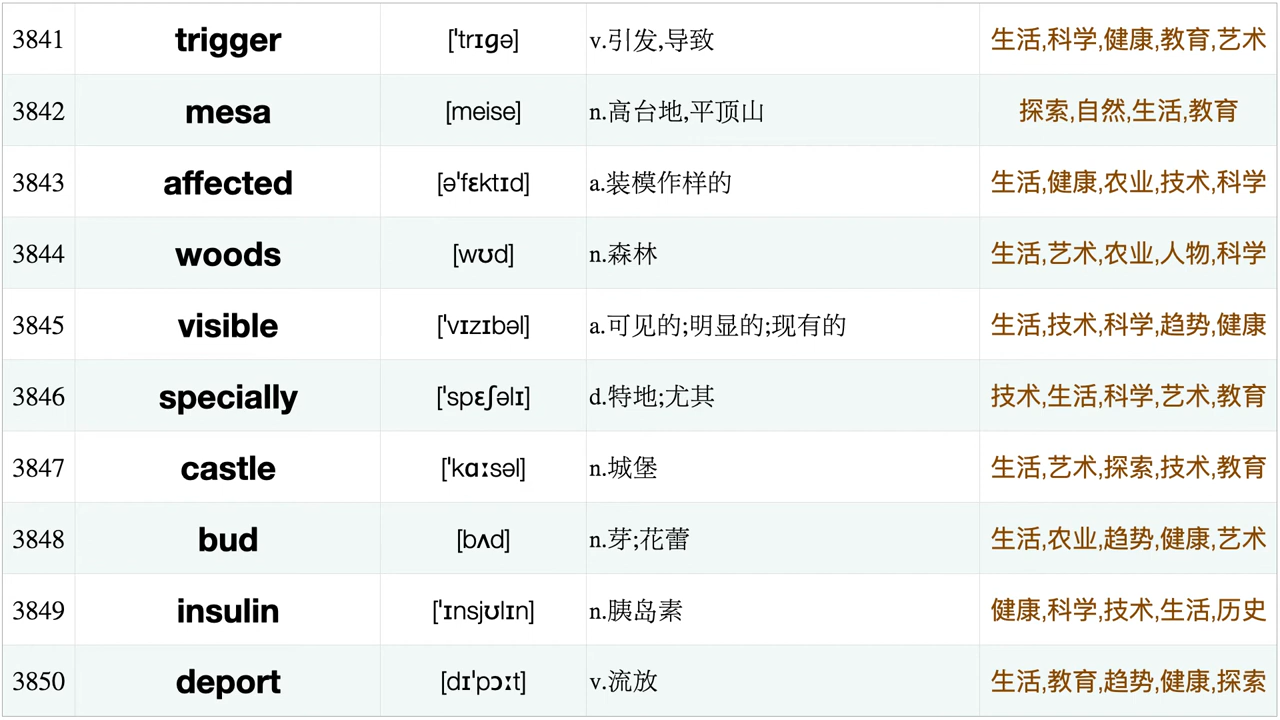 3841 trigger [ˈtrɪɡə] v.引发,导致 生活,科学,健康,教育,艺术
3842 mesa [meise] n.高台地,平顶山 探索,自然,生活,教育
3843 affected [əˈfɛktɪd] a.装模作样的 生活,健康,农业,技术,科学
3844 woods [wʊd] n.森林 生活,艺术,农业,人物,科学
3845 visible [ˈvɪzɪbəl] a.可见的;明显的;现有的 生活,技术,科学,趋势,健康
3846 specially [ˈspɛʃəlɪ] d.特地;尤其 技术,生活,科学,艺术,教育
3847 castle [ˈkɑːsəl] n.城堡 生活,艺术,探索,技术,教育
3848 bud [bʌd] n.芽;花蕾 生活,农业,趋势,健康,艺术
3849 insulin [ˈɪnsjʊlɪn] n.胰岛素 健康,科学,技术,生活,历史
3850 deport [dɪˈpɔːt] v.流放 生活,教育,趋势,健康,探索